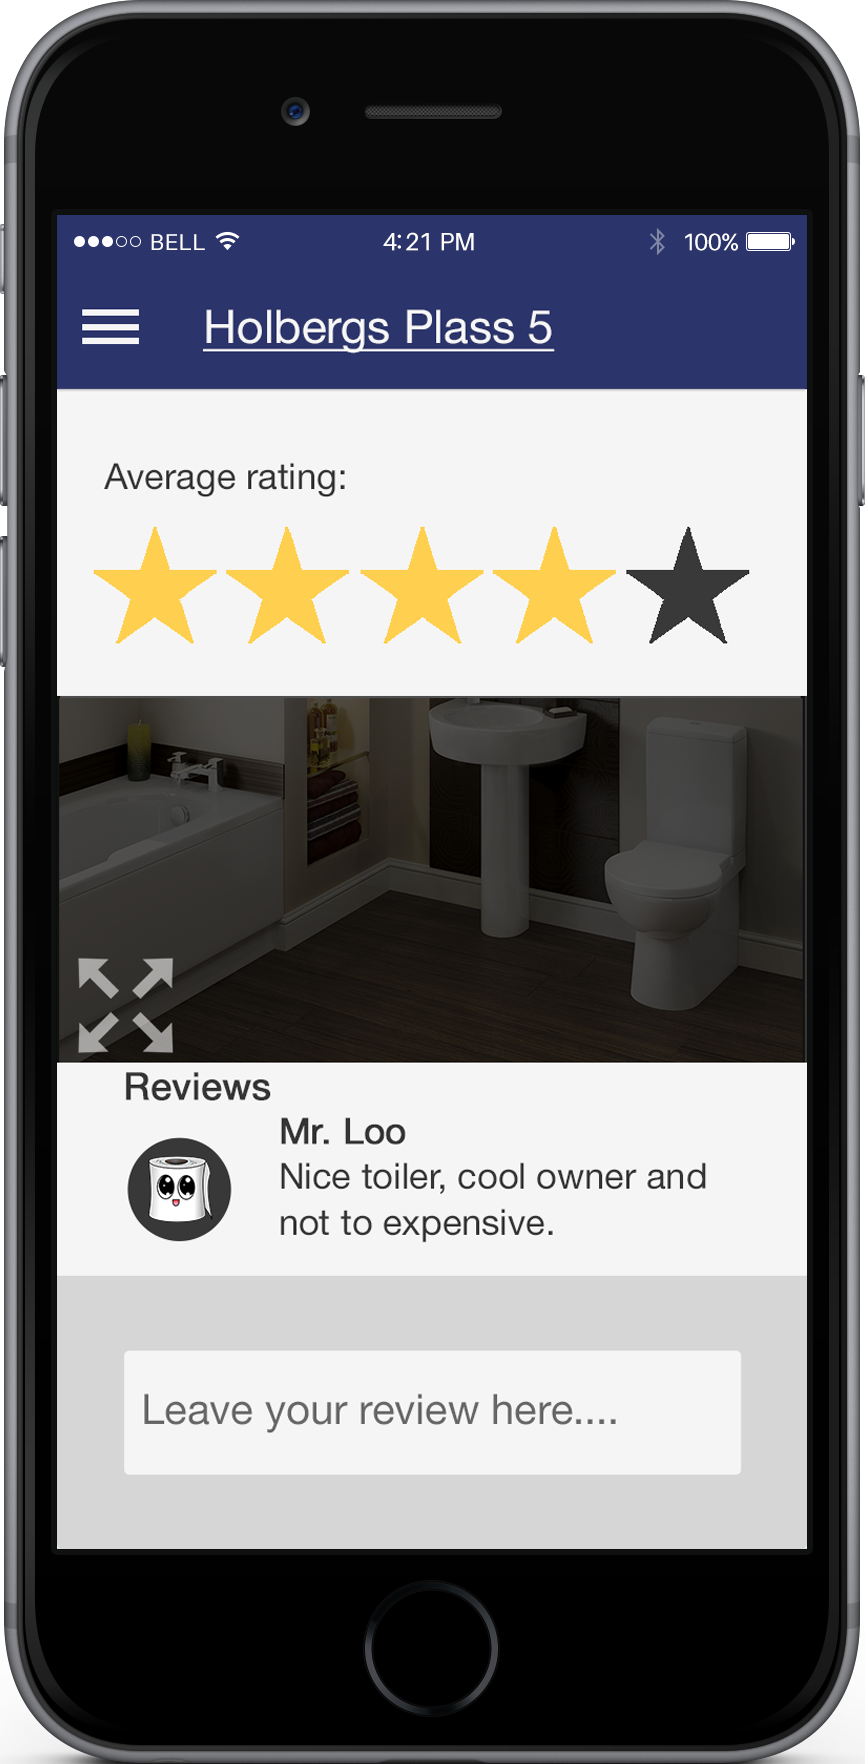 BELL 4:21 PM 100%
Holbergs Plass 5
Average rating:
Reviews
Mr. Loo
Nice toiler, cool owner and
not to expensive.
Leave your review here....